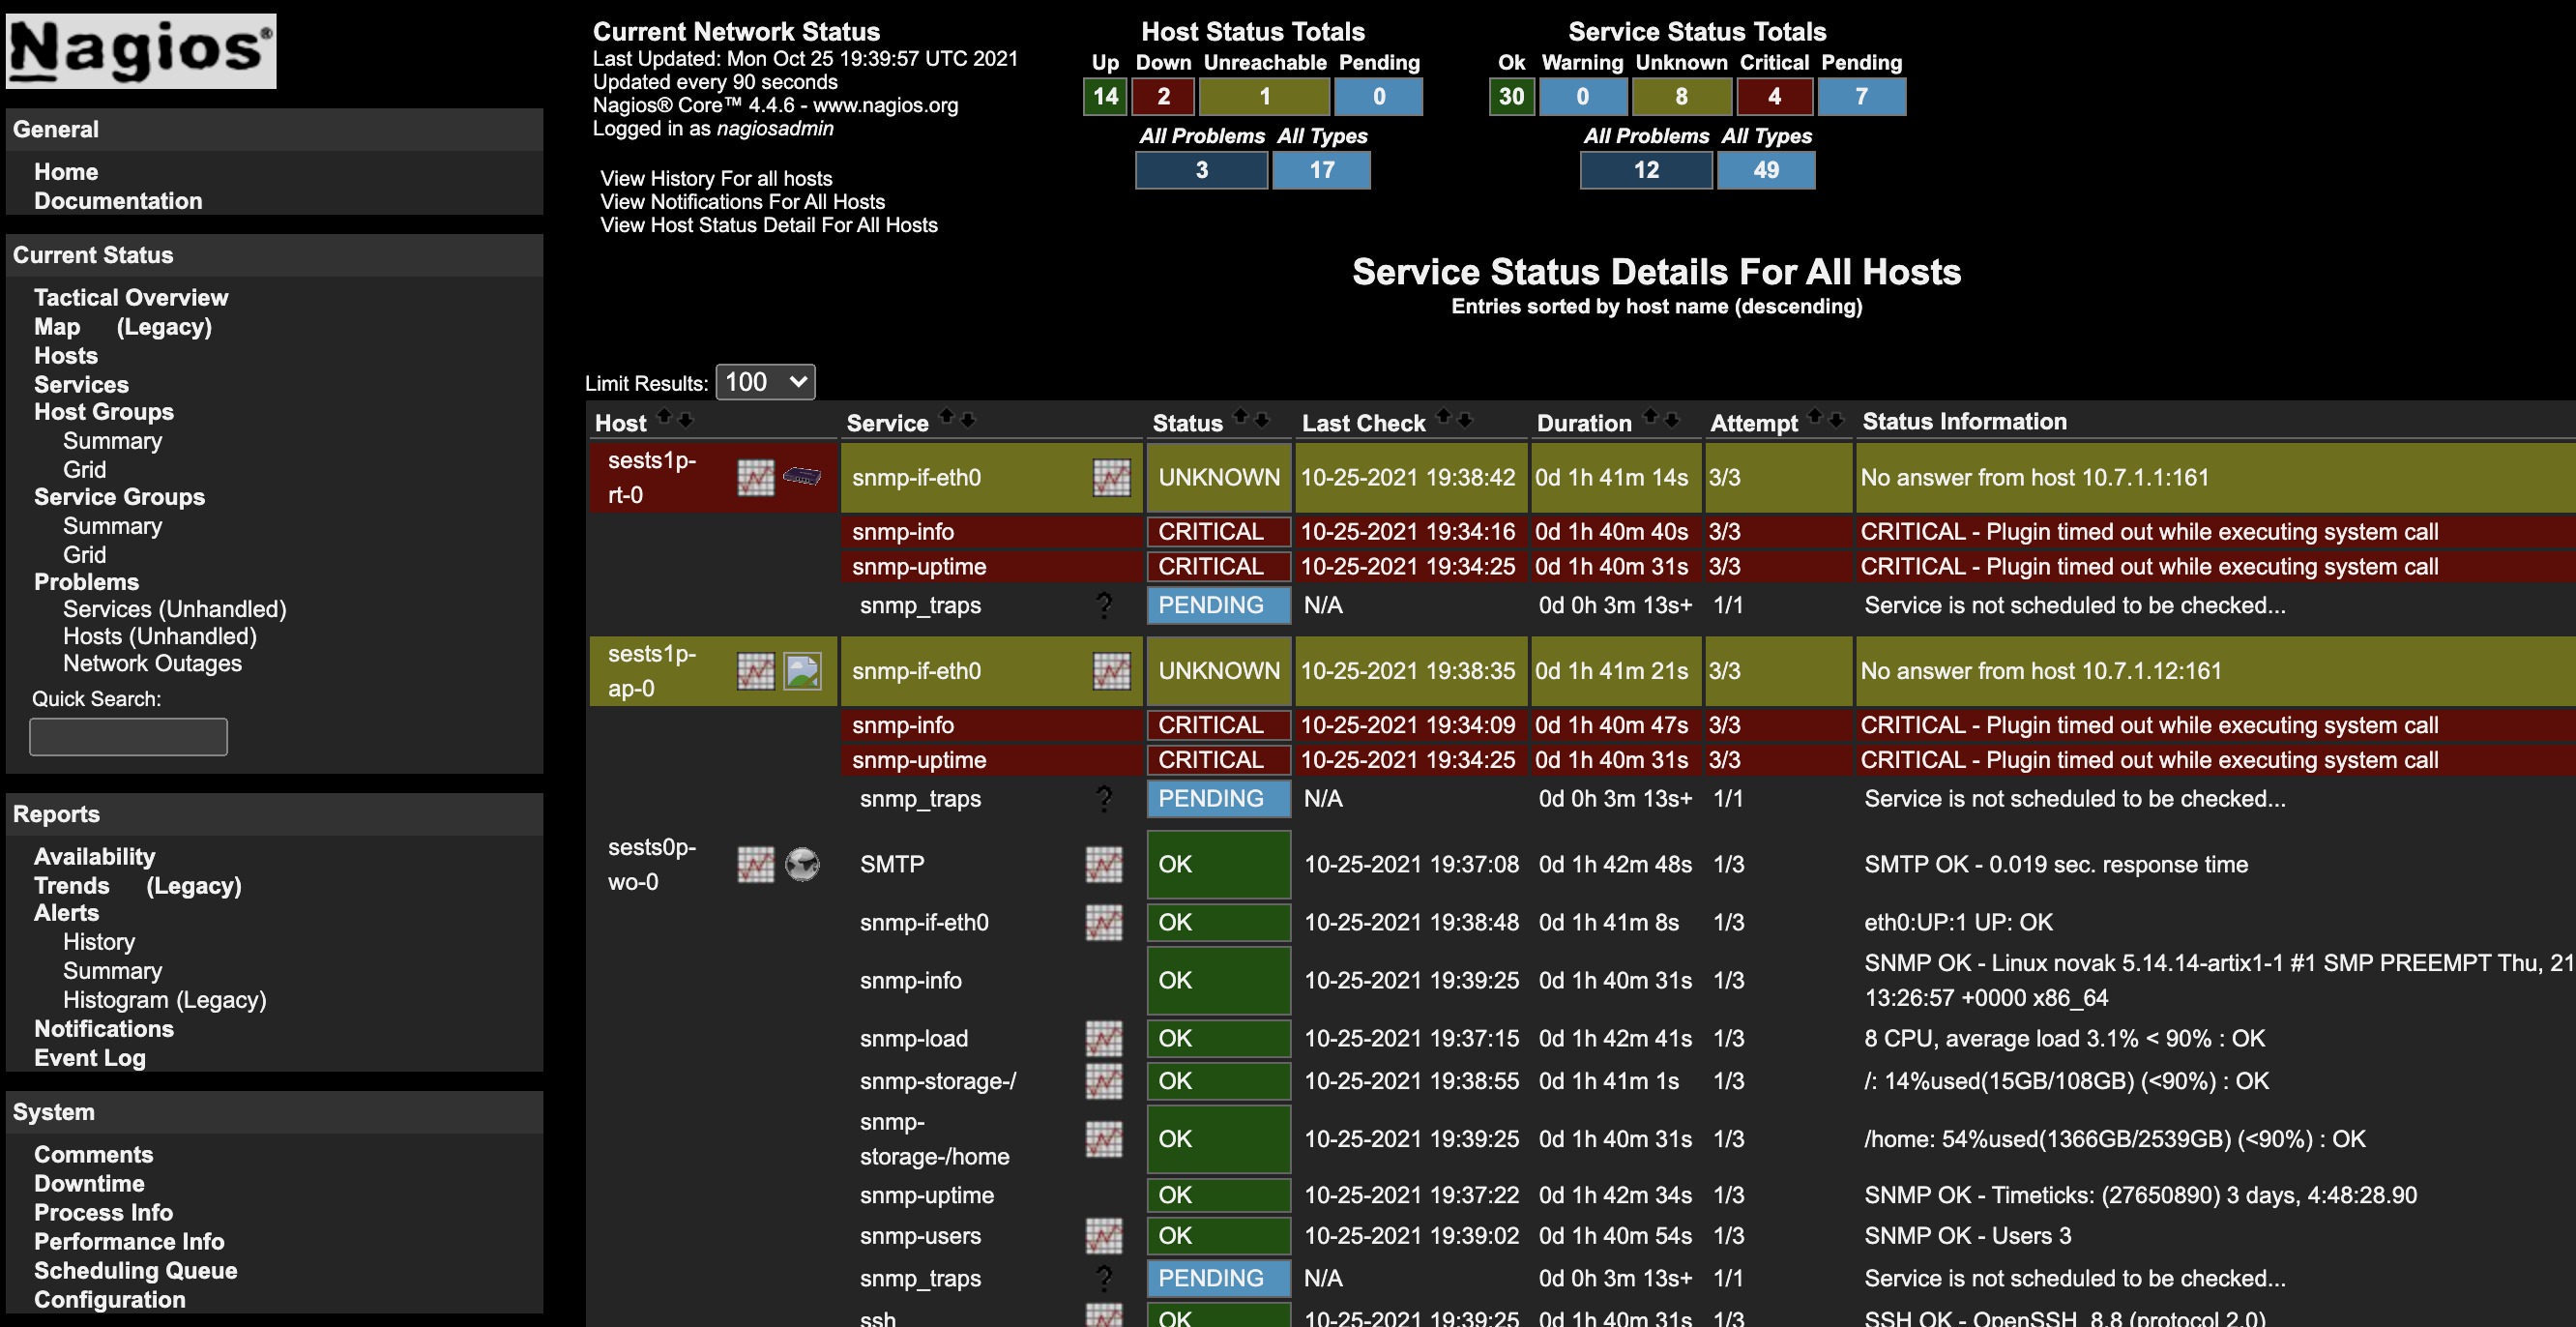 Nagios®
General
Home
Documentation
Current Status
Tactical Overview
Map (Legacy)
Hosts
Services
Host Groups
Summary
Grid
Service Groups
Summary
Grid
Problems
Services (Unhandled)
Hosts (Unhandled)
Network Outages
Quick Search:
Reports
Availability
Trends (Legacy)
Alerts
History
Summary
Histogram (Legacy)
Notifications
Event Log
System
Comments
Downtime
Process Info
Performance Info
Scheduling Queue
Configuration
Current Network Status
Last Updated: Mon Oct 25 19:39:57 UTC 2021
Updated every 90 seconds
Nagios® Core™ 4.4.6 - www.nagios.org
Logged in as nagiosadmin
View History For all hosts
View Notifications For All Hosts
View Host Status Detail For All Hosts
Host Status Totals
Up Down Unreachable Pending
14 2 1 0
All Problems All Types
3 17
Service Status Totals
Ok Warning Unknown Critical Pending
30 0 8 4 7
All Problems All Types
12 49
Service Status Details For All Hosts
Entries sorted by host name (descending)
Limit Results: 100
Host Service Status Last Check Duration Attempt Status Information
sests1p-
rt-0
snmp-if-eth0 UNKNOWN 10-25-2021 19:38:42 0d 1h 41m 14s 3/3 No answer from host 10.7.1.1:161
snmp-info CRITICAL 10-25-2021 19:34:16 0d 1h 40m 40s 3/3 CRITICAL - Plugin timed out while executing system call
snmp-uptime CRITICAL 10-25-2021 19:34:25 0d 1h 40m 31s 3/3 CRITICAL - Plugin timed out while executing system call
snmp_traps ? PENDING N/A 0d 0h 3m 13s+ 1/1 Service is not scheduled to be checked...
sests1p-
ap-0
snmp-if-eth0 UNKNOWN 10-25-2021 19:38:35 0d 1h 41m 21s 3/3 No answer from host 10.7.1.12:161
snmp-info CRITICAL 10-25-2021 19:34:09 0d 1h 40m 47s 3/3 CRITICAL - Plugin timed out while executing system call
snmp-uptime CRITICAL 10-25-2021 19:34:25 0d 1h 40m 31s 3/3 CRITICAL - Plugin timed out while executing system call
snmp_traps ? PENDING N/A 0d 0h 3m 13s+ 1/1 Service is not scheduled to be checked...
sests0p-
wo-0
SMTP OK 10-25-2021 19:37:08 0d 1h 42m 48s 1/3 SMTP OK - 0.019 sec. response time
snmp-if-eth0 OK 10-25-2021 19:38:48 0d 1h 41m 8s 1/3 eth0:UP:1 UP: OK
snmp-info OK 10-25-2021 19:39:25 0d 1h 40m 31s 1/3 SNMP OK - Linux novak 5.14.14-artix1-1 #1 SMP PREEMPT Thu, 21
13:26:57 +0000 x86_64
snmp-load OK 10-25-2021 19:37:15 0d 1h 42m 41s 1/3 8 CPU, average load 3.1% < 90% : OK
snmp-storage-/ OK 10-25-2021 19:38:55 0d 1h 41m 1s 1/3 /: 14%used(15GB/108GB) (<90%) : OK
snmp-
storage-/home OK 10-25-2021 19:39:25 0d 1h 40m 31s 1/3 /home: 54%used(1366GB/2539GB) (<90%) : OK
snmp-uptime OK 10-25-2021 19:37:22 0d 1h 42m 34s 1/3 SNMP OK - Timeticks: (27650890) 3 days, 4:48:28.90
snmp-users OK 10-25-2021 19:39:02 0d 1h 40m 54s 1/3 SNMP OK - Users 3
snmp_traps ? PENDING N/A 0d 0h 3m 13s+ 1/1 Service is not scheduled to be checked...
ssh OK 10-25-2021 19:39:25 0d 1h 40m 31s 1/3 SSH OK - OpenSSH_8.8 (protocol 2.0)